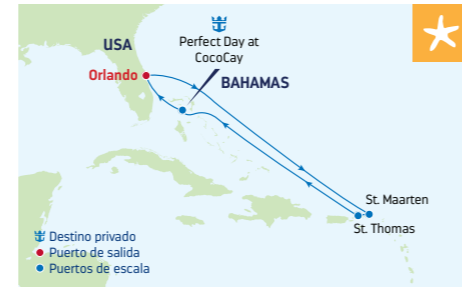 USA
Perfect Day at
CocoCay
Orlando
BAHAMAS
St. Maarten
St. Thomas
Destino privado
Puerto de salida
Puertos de escala